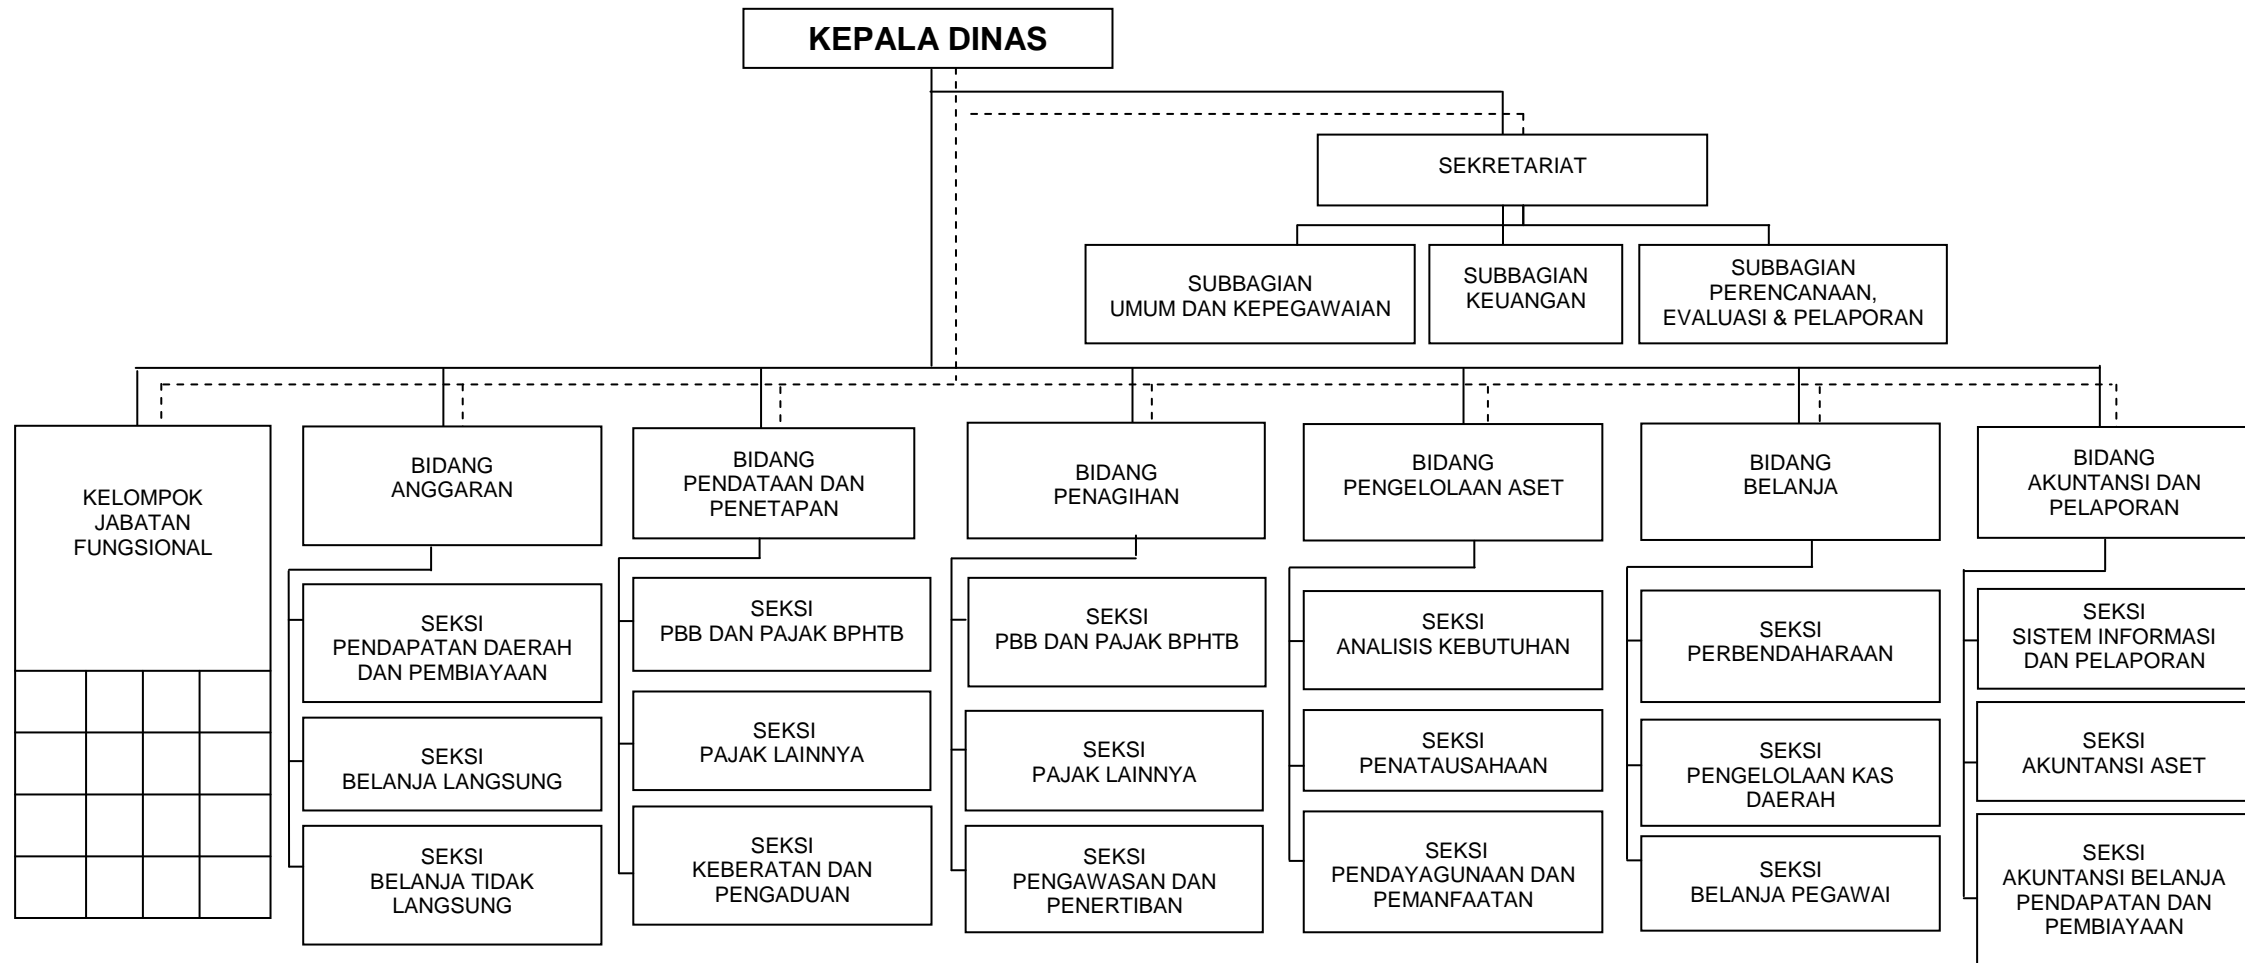 KEPALA DINAS
SEKRETARIAT
SUBBAGIAN
UMUM DAN KEPEGAWAIAN
SUBBAGIAN
KEUANGAN
SUBBAGIAN
PERENCANAAN,
EVALUASI & PELAPORAN
KELOMPOK
JABATAN
FUNGSIONAL
BIDANG
ANGGARAN
SEKSI
PENDAPATAN DAERAH
DAN PEMBIAYAAN
SEKSI
BELANJA LANGSUNG
SEKSI
BELANJA TIDAK
LANGSUNG
BIDANG
PENDATAAN DAN
PENETAPAN
SEKSI
PBB DAN PAJAK BPHTB
SEKSI
PAJAK LAINNYA
SEKSI
KEBERATAN DAN
PENGADUAN
BIDANG
PENAGIHAN
SEKSI
PBB DAN PAJAK BPHTB
SEKSI
PAJAK LAINNYA
SEKSI
PENGAWASAN DAN
PENERTIBAN
BIDANG
PENGELOLAAN ASET
SEKSI
ANALISIS KEBUTUHAN
SEKSI
PENATAUSAHAAN
SEKSI
PENDAYAGUNAAN DAN
PEMANFAATAN
BIDANG
BELANJA
SEKSI
PERBENDAHARAAN
SEKSI
PENGELOLAAN KAS
DAERAH
SEKSI
BELANJA PEGAWAI
BIDANG
AKUNTANSI DAN
PELAPORAN
SEKSI
SISTEM INFORMASI
DAN PELAPORAN
SEKSI
AKUNTANSI ASET
SEKSI
AKUNTANSI BELANJA
PENDAPATAN DAN
PEMBIAYAAN